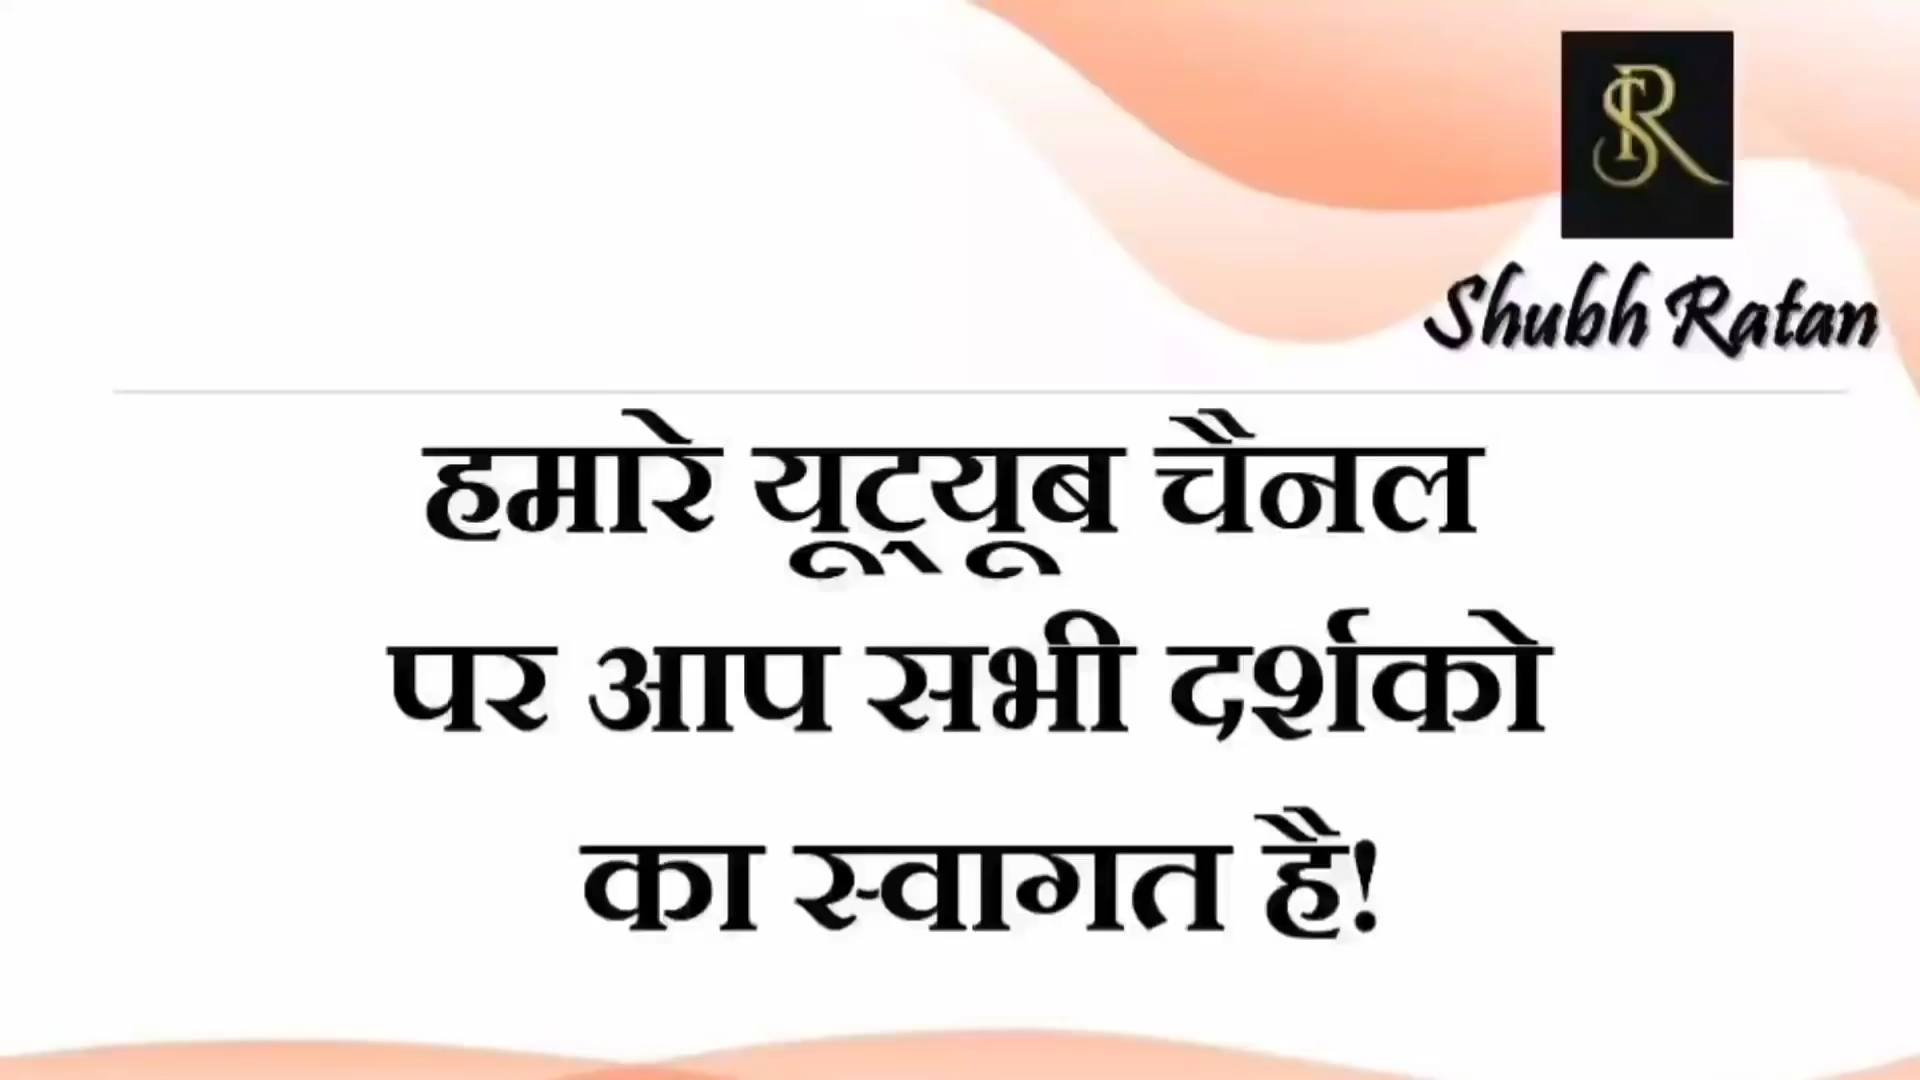 SR
Shubh Ratan
हमारे यूट्यूब चैनल
पर आप सभी दर्शको
का स्वागत है!